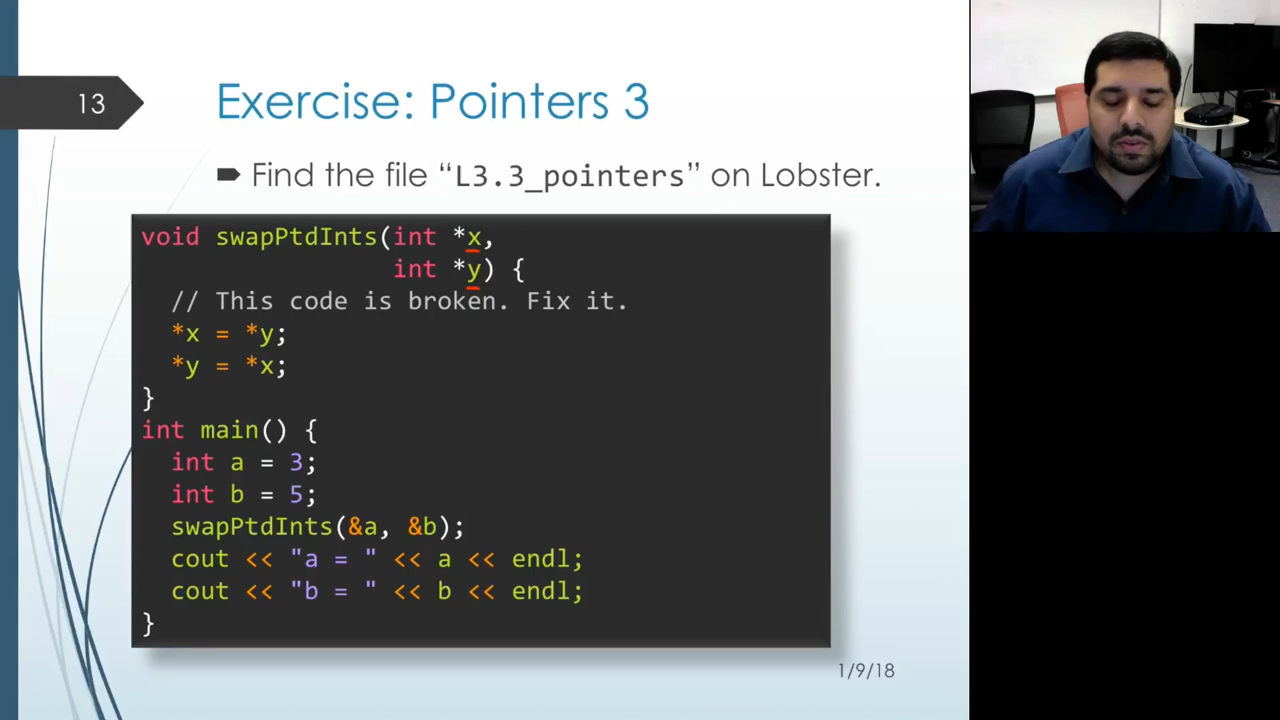 13
Exercise: Pointers 3
Find the file “L3.3_pointers” on Lobster.
void swapPtdInts(int *x,
                 int *y) {
  // This code is broken. Fix it.
  *x = *y;
  *y = *x;
}
int main() {
  int a = 3;
  int b = 5;
  swapPtdInts(&a, &b);
  cout << "a = " << a << endl;
  cout << "b = " << b << endl;
}
1/9/18